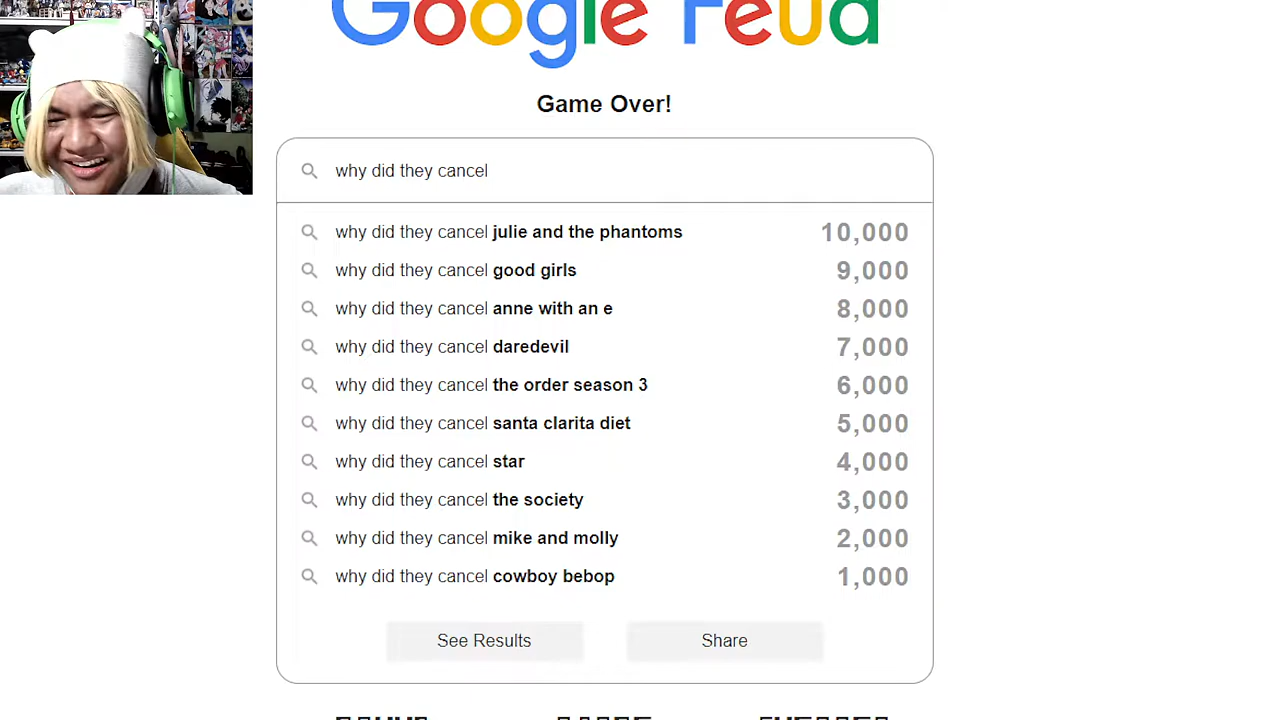 Google Feud
Game Over!
why did they cancel
why did they cancel julie and the phantoms 10,000
why did they cancel good girls 9,000
why did they cancel anne with an e 8,000
why did they cancel daredevil 7,000
why did they cancel the order season 3 6,000
why did they cancel santa clarita diet 5,000
why did they cancel star 4,000
why did they cancel the society 3,000
why did they cancel mike and molly 2,000
why did they cancel cowboy bebop 1,000
See Results Share